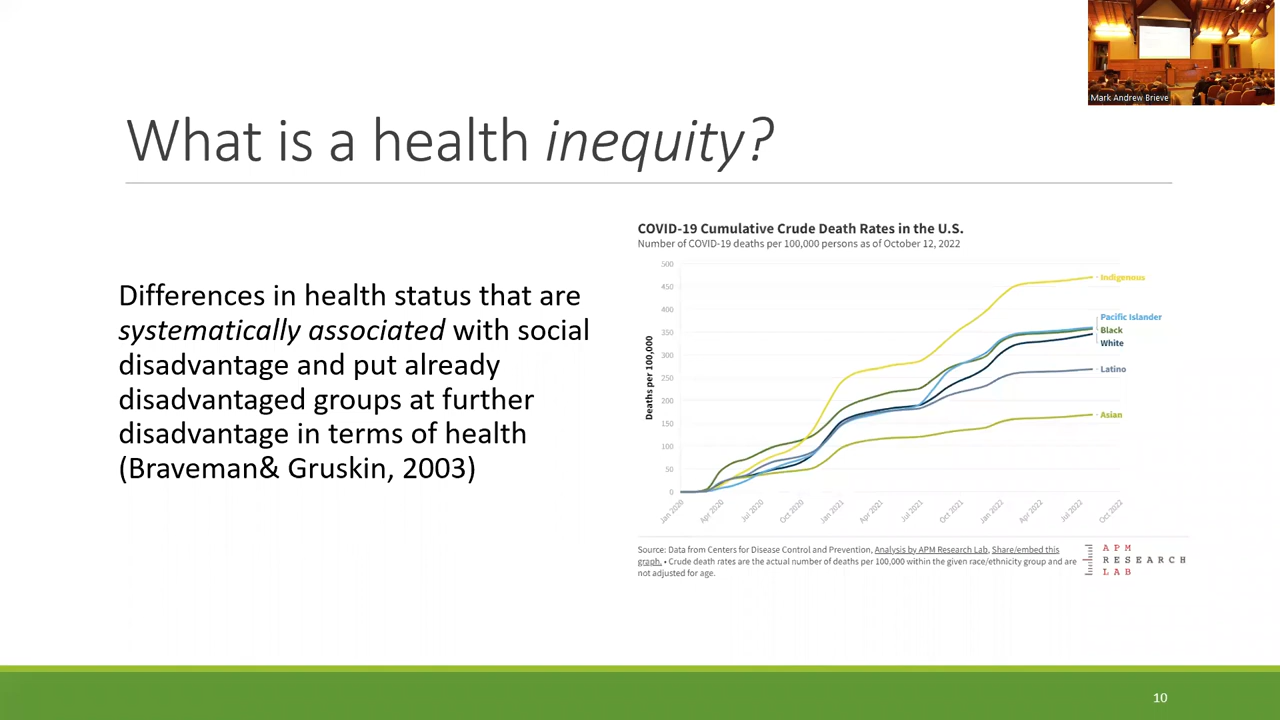 Mark Andrew Brieve
What is a health inequity?
Differences in health status that are
systematically associated with social
disadvantage and put already
disadvantaged groups at further
disadvantage in terms of health
(Braveman& Gruskin, 2003)
COVID-19 Cumulative Crude Death Rates in the U.S.
Number of COVID-19 deaths per 100,000 persons as of October 12, 2022
Deaths per 100,000
500
450
400
350
300
250
200
150
100
50
0
Jan 2020
Apr 2020
Jul 2020
Oct 2020
Jan 2021
Apr 2021
Jul 2021
Oct 2021
Jan 2022
Apr 2022
Jul 2022
Oct 2022
Indigenous
Pacific Islander
Black
White
Latino
Asian
Source: Data from Centers for Disease Control and Prevention, Analysis by APM Research Lab, Share/embed this
graph. • Crude death rates are the actual number of deaths per 100,000 within the given race/ethnicity group and are
not adjusted for age.
APM
RESEARCH
LAB
10